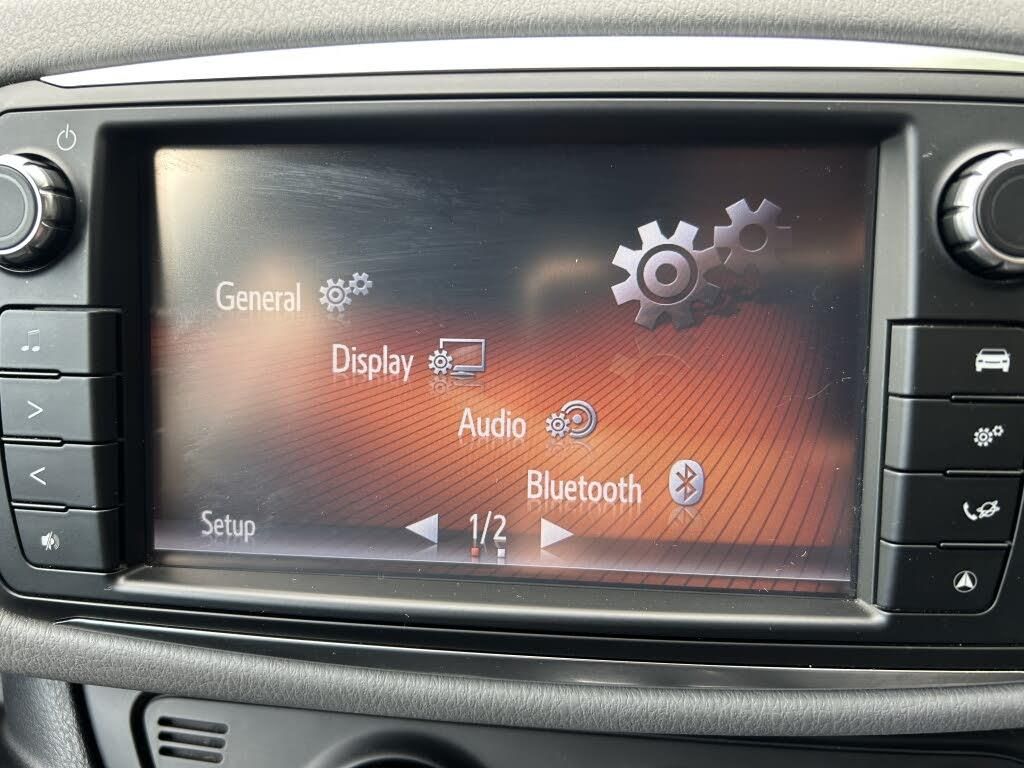 General
Display
Audio
Bluetooth
Setup
1/2